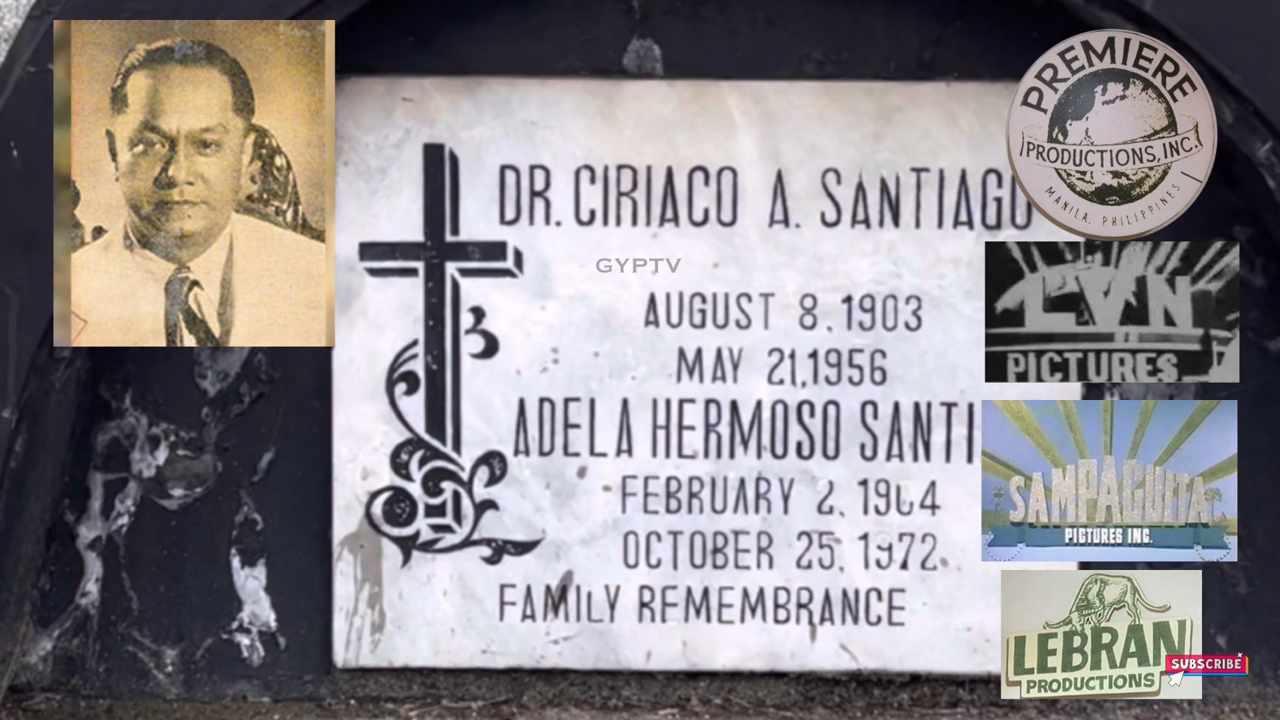 DR. CIRIACO A. SANTIAGO
GYPTV
AUGUST 8, 1903
MAY 21, 1956
ADELA HERMOSO SANTI
FEBRUARY 2, 1904
OCTOBER 25, 1972
FAMILY REMEMBRANCE
PREMIERE
PRODUCTIONS, INC.
MANILA, PHILIPPINES
LVN
PICTURES
SAMPAGUITA
PICTURES INC.
LEBRAN
PRODUCTIONS
SUBSCRIBE